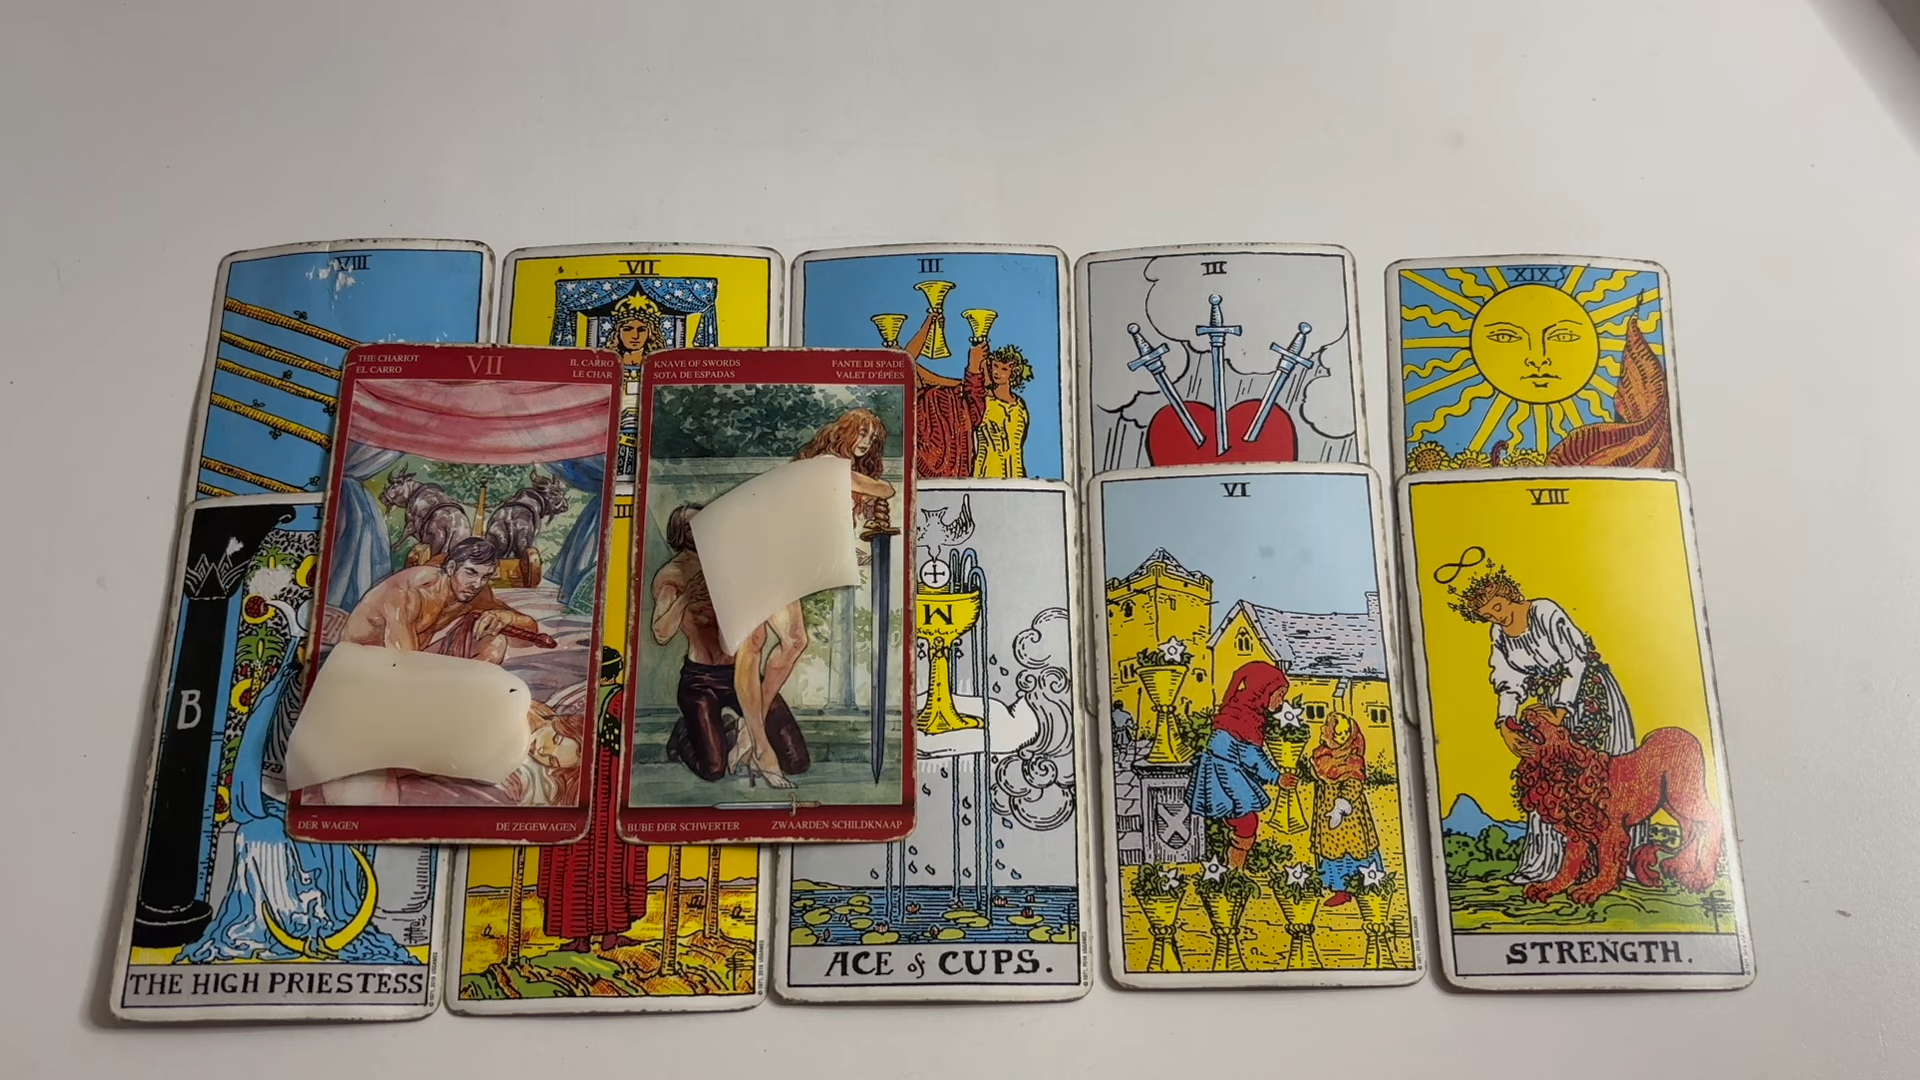 VIII
VII
III
III
XIX
THE CHARIOT
EL CARRO
VII
IL CARRO
LE CHAR
KNAVE OF SWORDS
SOTA DE ESPADAS
FANTE DI SPADE
VALET D'ÉPÉES
VI
VIII
B
W
DER WAGEN
DE ZEGEWAGEN
BUBE DER SCHWERTER
ZWAARDEN SCHILDKNAAP
THE HIGH PRIESTESS
ACE of CUPS.
STRENGTH.